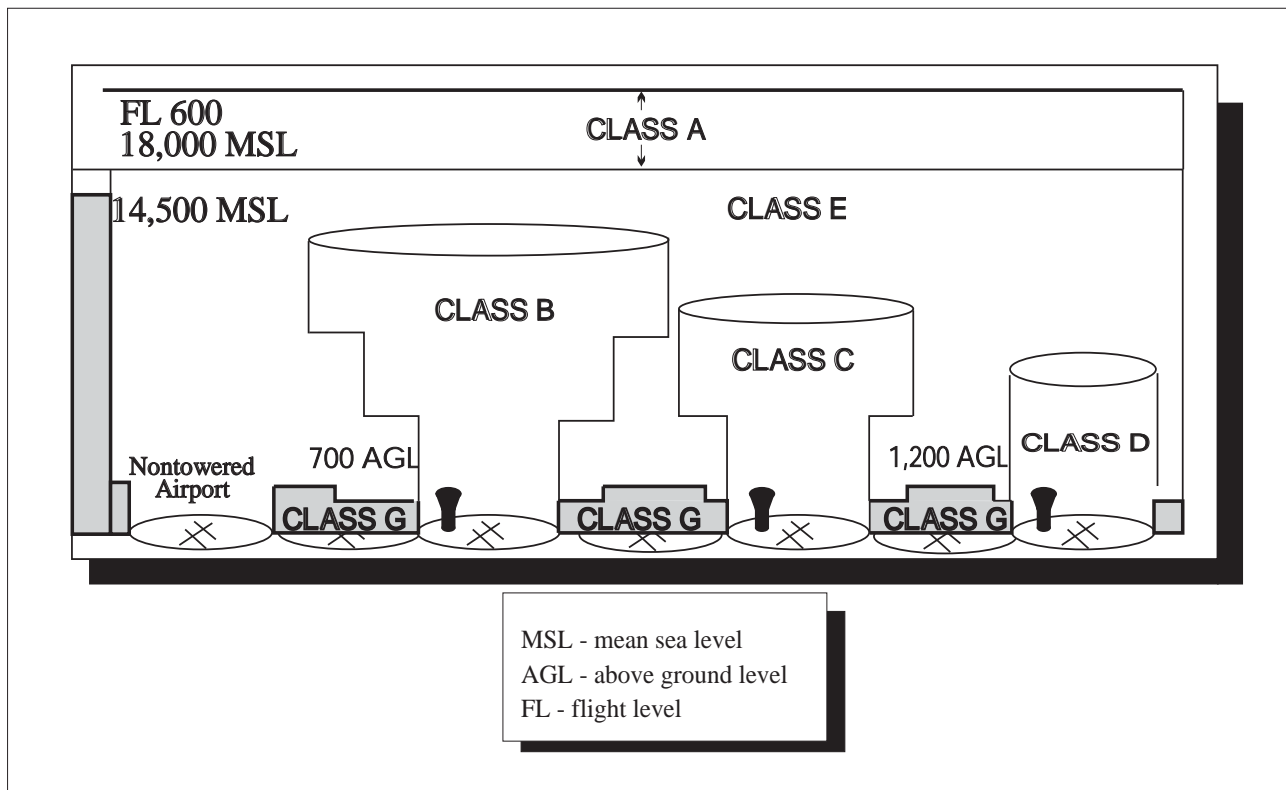 FL 600
18,000 MSL
CLASS A
14,500 MSL
CLASS E
CLASS B
CLASS C
CLASS D
Nontowered
Airport
700 AGL
1,200 AGL
CLASS G
CLASS G
CLASS G
MSL - mean sea level
AGL - above ground level
FL - flight level